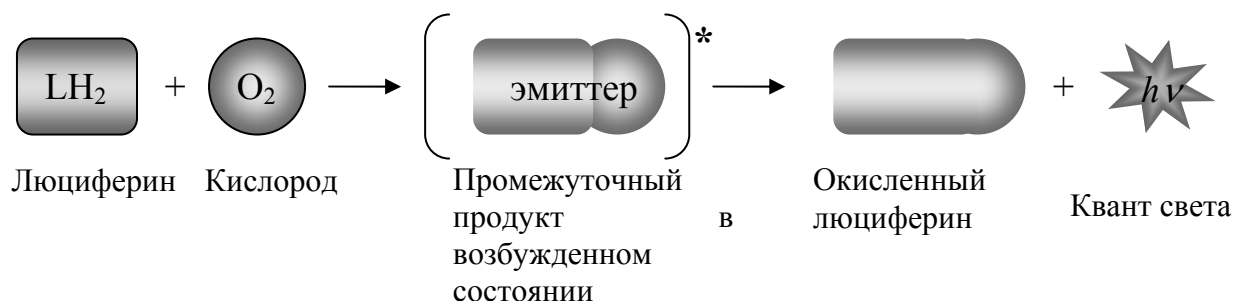 LH₂ + O₂ эмиттер * + hν
Люциферин Кислород
Промежуточный
продукт в
возбужденном
состоянии
Окисленный
люциферин
Квант света